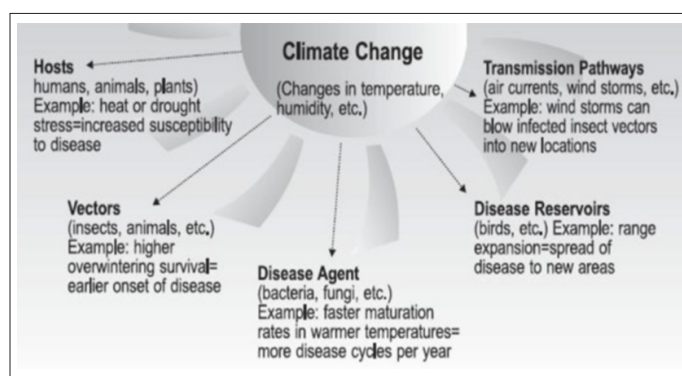 Climate Change
(Changes in temperature,
humidity, etc.)
Hosts
humans, animals, plants)
Example: heat or drought
stress=increased susceptibility
to disease
Transmission Pathways
(air currents, wind storms, etc.)
Example: wind storms can
blow infected insect vectors
into new locations
Vectors
(insects, animals, etc.)
Example: higher
overwintering survival=
earlier onset of disease
Disease Agent
(bacteria, fungi, etc.)
Example: faster maturation
rates in warmer temperatures=
more disease cycles per year
Disease Reservoirs
(birds, etc.) Example: range
expansion=spread of
disease to new areas